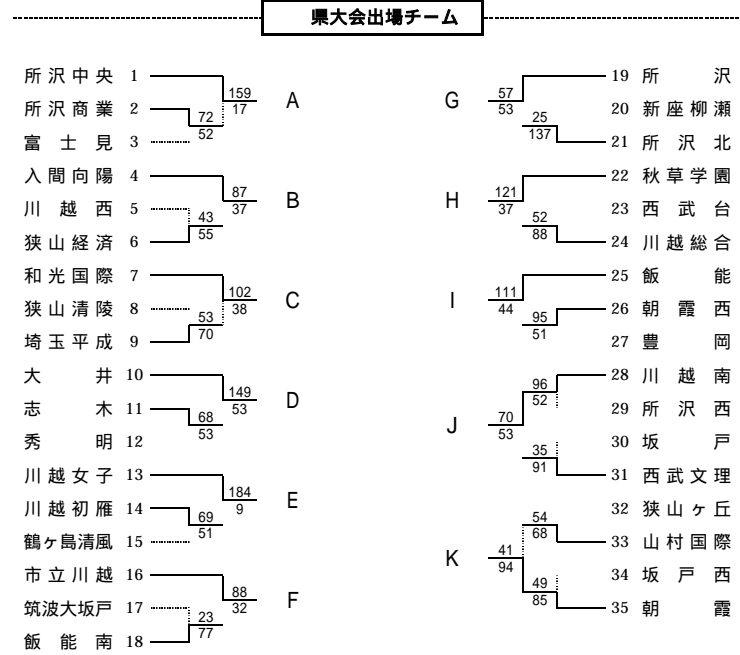 県大会出場チーム
所沢中央 1
所沢商業 2
富士見 3
入間向陽 4
川越西 5
狭山経済 6
和光国際 7
狭山清陵 8
埼玉平成 9
大井 10
志木 11
秀明 12
川越女子 13
川越初雁 14
鶴ヶ島清風 15
市立川越 16
筑波大坂戸 17
飯能南 18
159
17
72
52
A
87
37
43
55
B
102
38
53
70
C
149
53
68
53
D
184
9
69
51
E
88
32
23
77
F
G
57
53
25
137
H
121
37
52
88
I
111
44
95
51
J
96
52
70
53
35
91
K
54
68
41
94
49
85
19 所沢
20 新座柳瀬
21 所沢北
22 秋草学園
23 西武台
24 川越総合
25 飯能
26 朝霞西
27 豊岡
28 川越南
29 所沢西
30 坂戸
31 西武文理
32 狭山ヶ丘
33 山村国際
34 坂戸西
35 朝霞